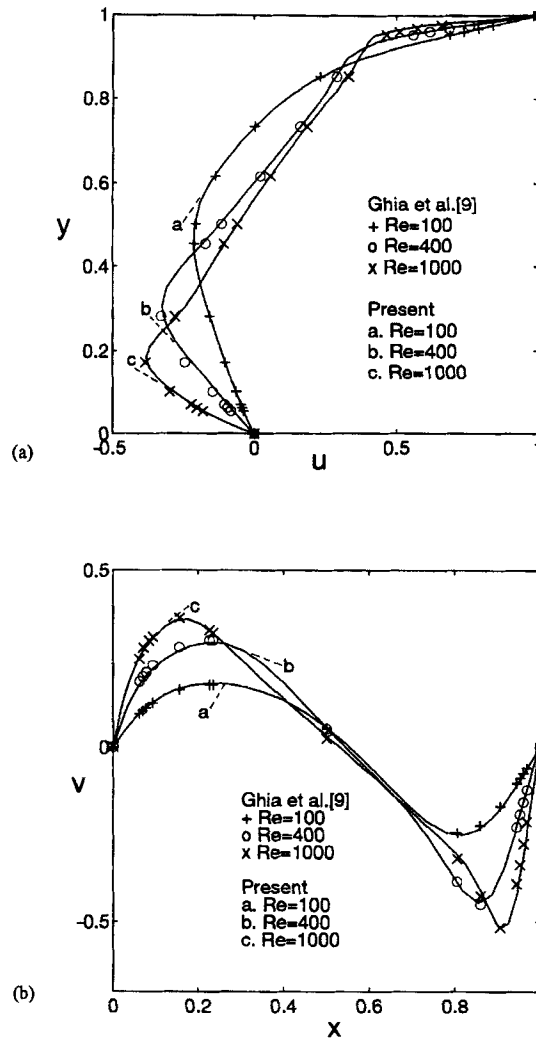 1
0.8
0.6
y
0.4
0.2
0
-0.5
0
0.5
1
u
a
b
c
Ghia et al.[9]
+ Re=100
o Re=400
x Re=1000
Present
a. Re=100
b. Re=400
c. Re=1000
(a)
0.5
0
v
-0.5
0
0.2
0.4
0.6
0.8
x
c
b
a
Ghia et al.[9]
+ Re=100
o Re=400
x Re=1000
Present
a. Re=100
b. Re=400
c. Re=1000
(b)